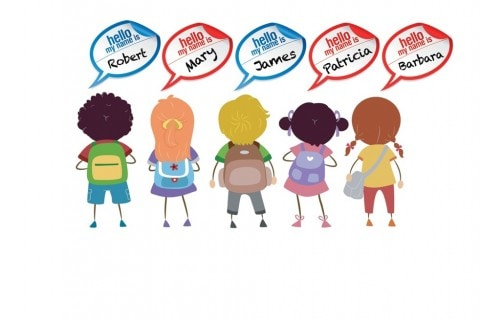 hello
my name is
Robert
hello
my name is
Mary
hello
my name is
James
hello
my name is
Patricia
hello
my name is
Barbara